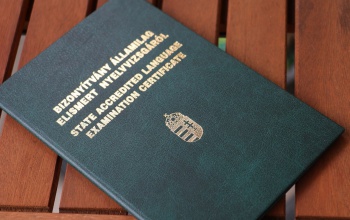 BIZONYÍTVÁNY ÁLLAMILAG
ELISMERT NYELVVIZSGÁRÓL
STATE ACCREDITED LANGUAGE
EXAMINATION CERTIFICATE